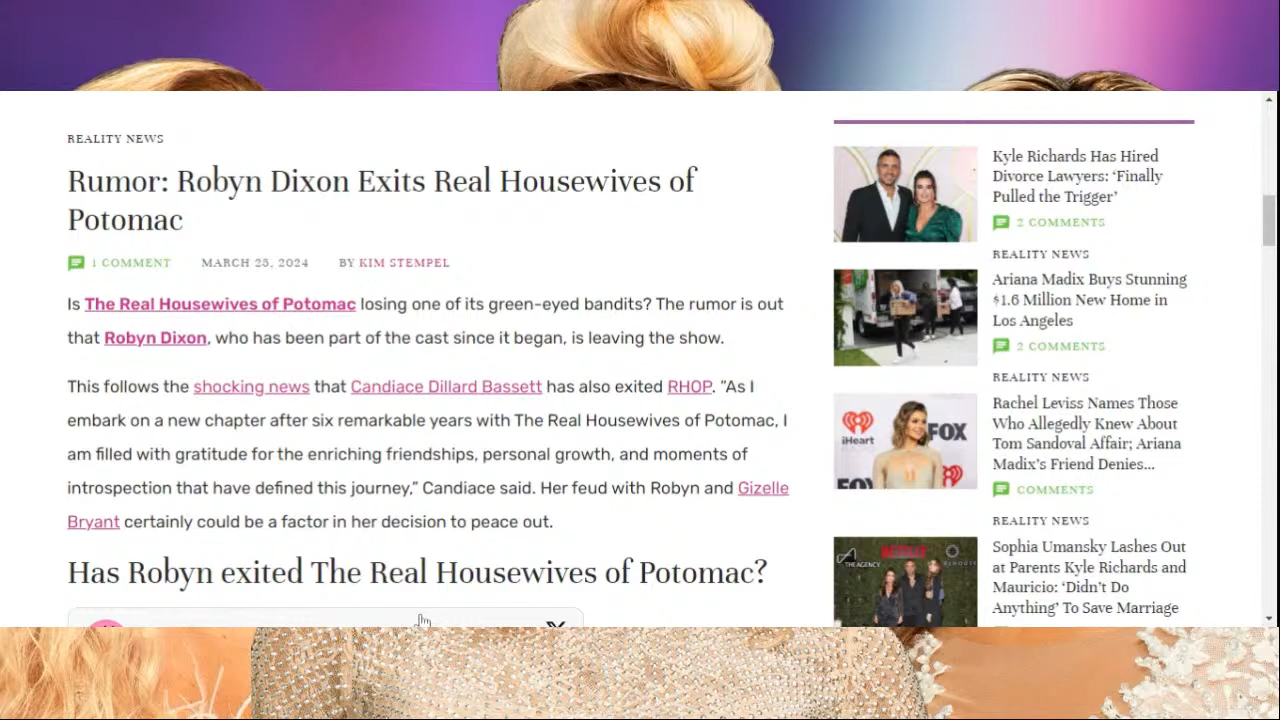 REALITY NEWS
Rumor: Robyn Dixon Exits Real Housewives of
Potomac
1 COMMENT MARCH 25, 2024 BY KIM STEMPEL
Is The Real Housewives of Potomac losing one of its green-eyed bandits? The rumor is out
that Robyn Dixon, who has been part of the cast since it began, is leaving the show.
This follows the shocking news that Candiace Dillard Bassett has also exited RHOP. “As I
embark on a new chapter after six remarkable years with The Real Housewives of Potomac, I
am filled with gratitude for the enriching friendships, personal growth, and moments of
introspection that have defined this journey,” Candiace said. Her feud with Robyn and Gizelle
Bryant certainly could be a factor in her decision to peace out.
Has Robyn exited The Real Housewives of Potomac?
Kyle Richards Has Hired
Divorce Lawyers: ‘Finally
Pulled the Trigger’
2 COMMENTS
REALITY NEWS
Ariana Madix Buys Stunning
$1.6 Million New Home in
Los Angeles
2 COMMENTS
REALITY NEWS
Rachel Leviss Names Those
Who Allegedly Knew About
Tom Sandoval Affair; Ariana
Madix’s Friend Denies...
COMMENTS
iHeart
FOX
REALITY NEWS
Sophia Umansky Lashes Out
at Parents Kyle Richards and
Mauricio: ‘Didn’t Do
Anything’ To Save Marriage
THE AGENCY
NETFLIX